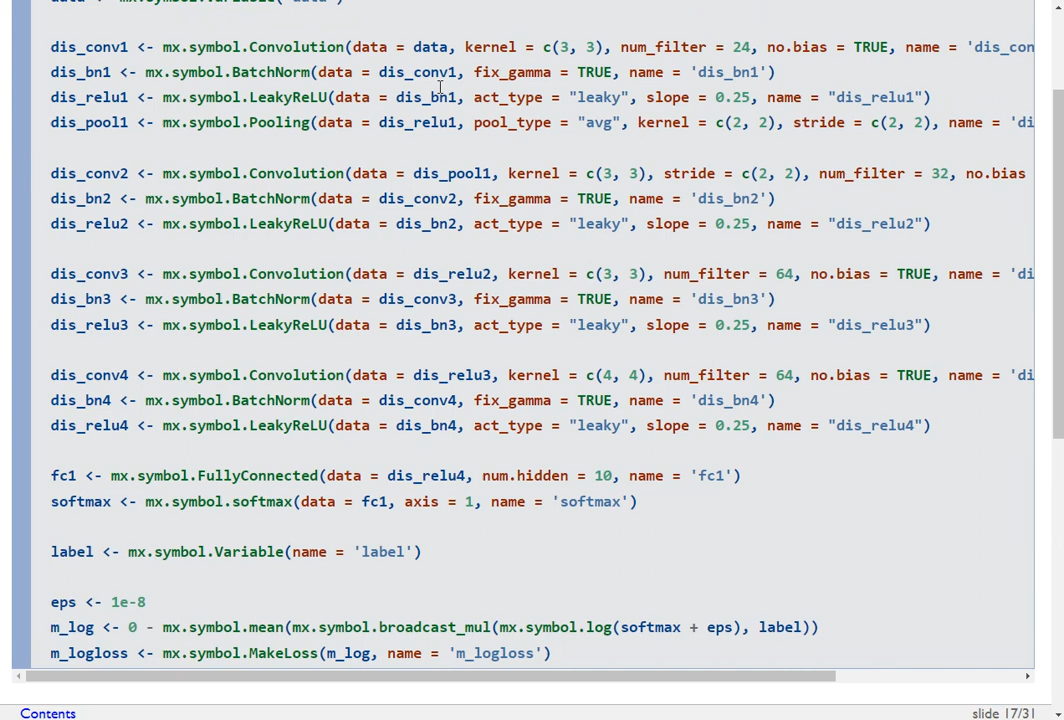 dis_conv1 <- mx.symbol.Convolution(data = data, kernel = c(3, 3), num_filter = 24, no.bias = TRUE, name = 'dis_con
dis_bn1 <- mx.symbol.BatchNorm(data = dis_conv1, fix_gamma = TRUE, name = 'dis_bn1')
dis_relu1 <- mx.symbol.LeakyReLU(data = dis_bn1, act_type = "leaky", slope = 0.25, name = "dis_relu1")
dis_pool1 <- mx.symbol.Pooling(data = dis_relu1, pool_type = "avg", kernel = c(2, 2), stride = c(2, 2), name = 'di
dis_conv2 <- mx.symbol.Convolution(data = dis_pool1, kernel = c(3, 3), stride = c(2, 2), num_filter = 32, no.bias
dis_bn2 <- mx.symbol.BatchNorm(data = dis_conv2, fix_gamma = TRUE, name = 'dis_bn2')
dis_relu2 <- mx.symbol.LeakyReLU(data = dis_bn2, act_type = "leaky", slope = 0.25, name = "dis_relu2")
dis_conv3 <- mx.symbol.Convolution(data = dis_relu2, kernel = c(3, 3), num_filter = 64, no.bias = TRUE, name = 'di
dis_bn3 <- mx.symbol.BatchNorm(data = dis_conv3, fix_gamma = TRUE, name = 'dis_bn3')
dis_relu3 <- mx.symbol.LeakyReLU(data = dis_bn3, act_type = "leaky", slope = 0.25, name = "dis_relu3")
dis_conv4 <- mx.symbol.Convolution(data = dis_relu3, kernel = c(4, 4), num_filter = 64, no.bias = TRUE, name = 'di
dis_bn4 <- mx.symbol.BatchNorm(data = dis_conv4, fix_gamma = TRUE, name = 'dis_bn4')
dis_relu4 <- mx.symbol.LeakyReLU(data = dis_bn4, act_type = "leaky", slope = 0.25, name = "dis_relu4")
fc1 <- mx.symbol.FullyConnected(data = dis_relu4, num.hidden = 10, name = 'fc1')
softmax <- mx.symbol.softmax(data = fc1, axis = 1, name = 'softmax')
label <- mx.symbol.Variable(name = 'label')
eps <- 1e-8
m_log <- 0 - mx.symbol.mean(mx.symbol.broadcast_mul(mx.symbol.log(softmax + eps), label))
m_logloss <- mx.symbol.MakeLoss(m_log, name = 'm_logloss')
Contents
slide 17/31